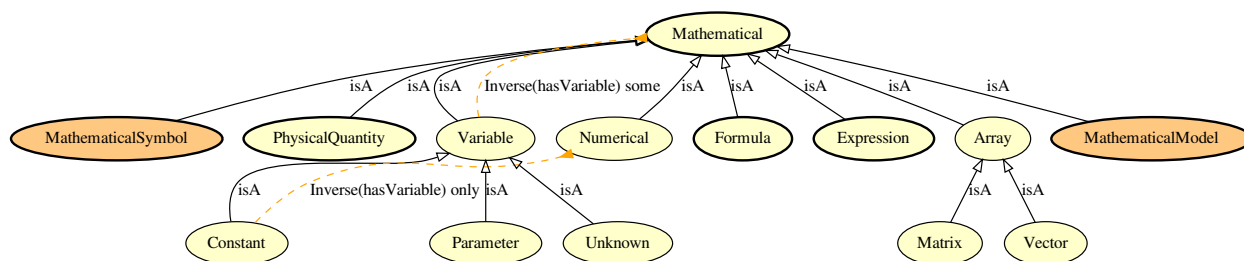 Mathematical
isA isA isA Inverse(hasVariable) some isA isA isA isA isA
MathematicalSymbol PhysicalQuantity Variable Numerical Formula Expression Array MathematicalModel
isA Inverse(hasVariable) only isA isA isA isA
Constant Parameter Unknown Matrix Vector